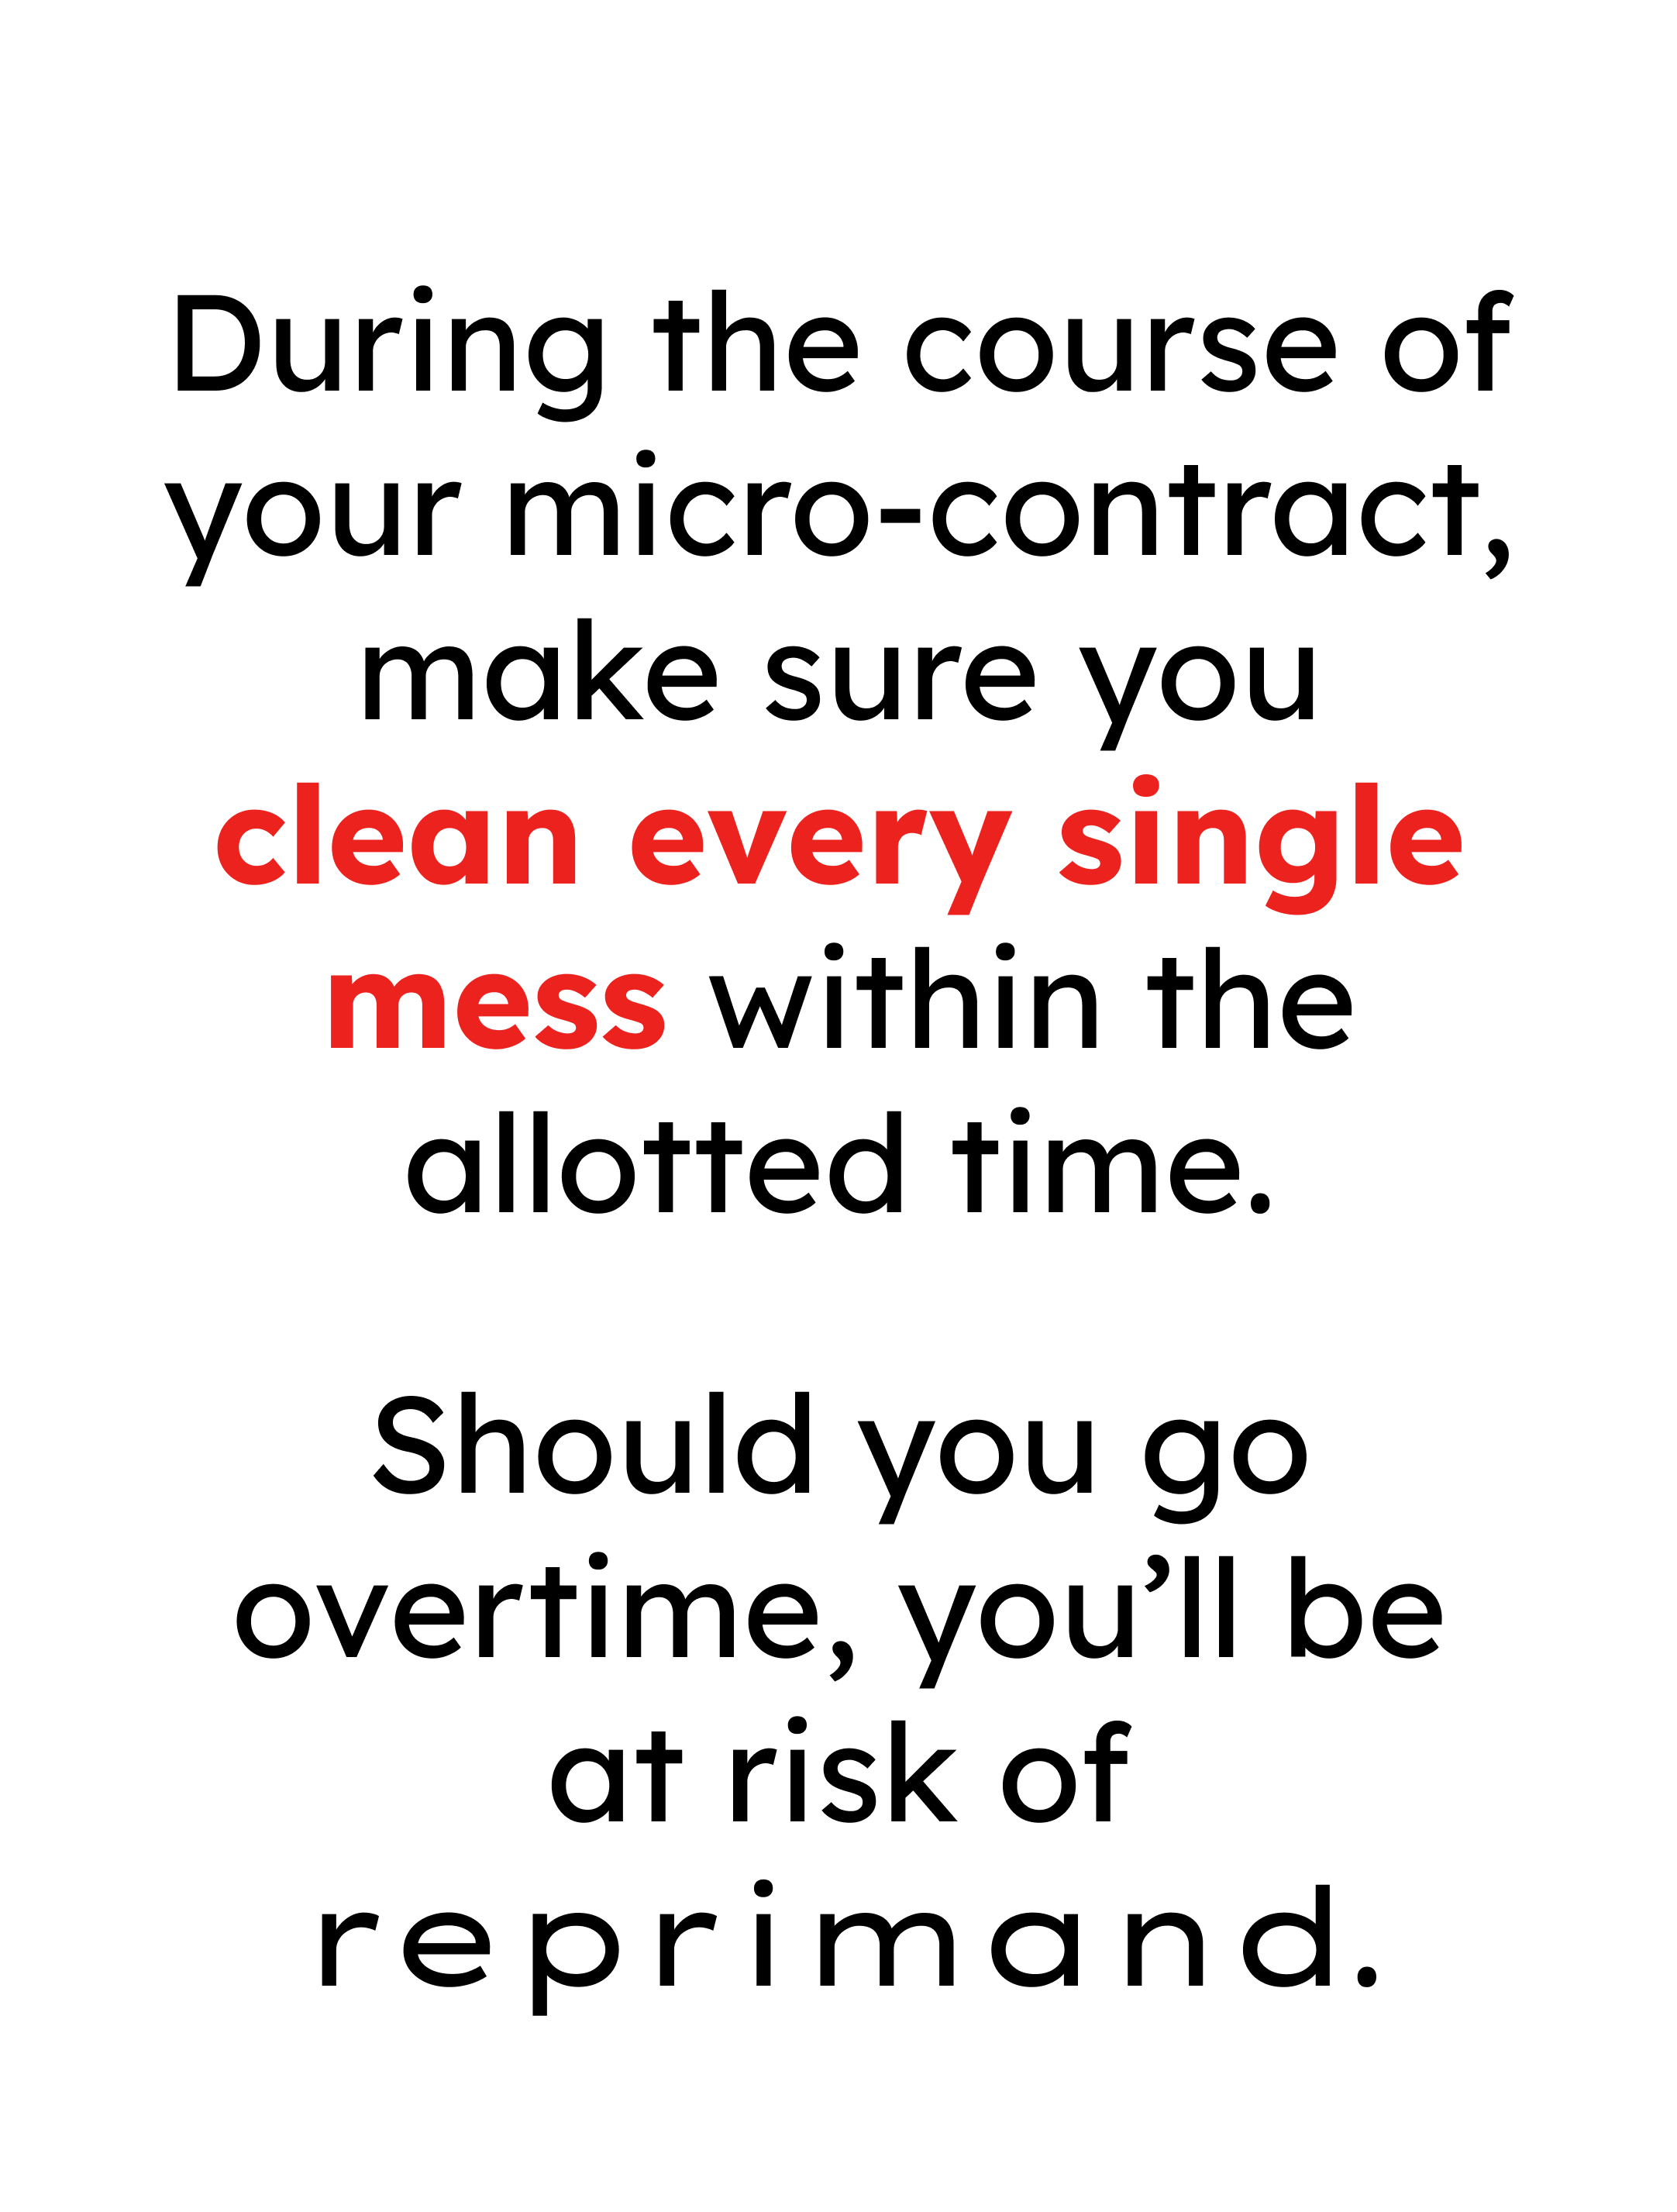 During the course of
your micro-contract,
make sure you
clean every single
mess within the
allotted time.
Should you go
overtime, you’ll be
at risk of
reprimand.